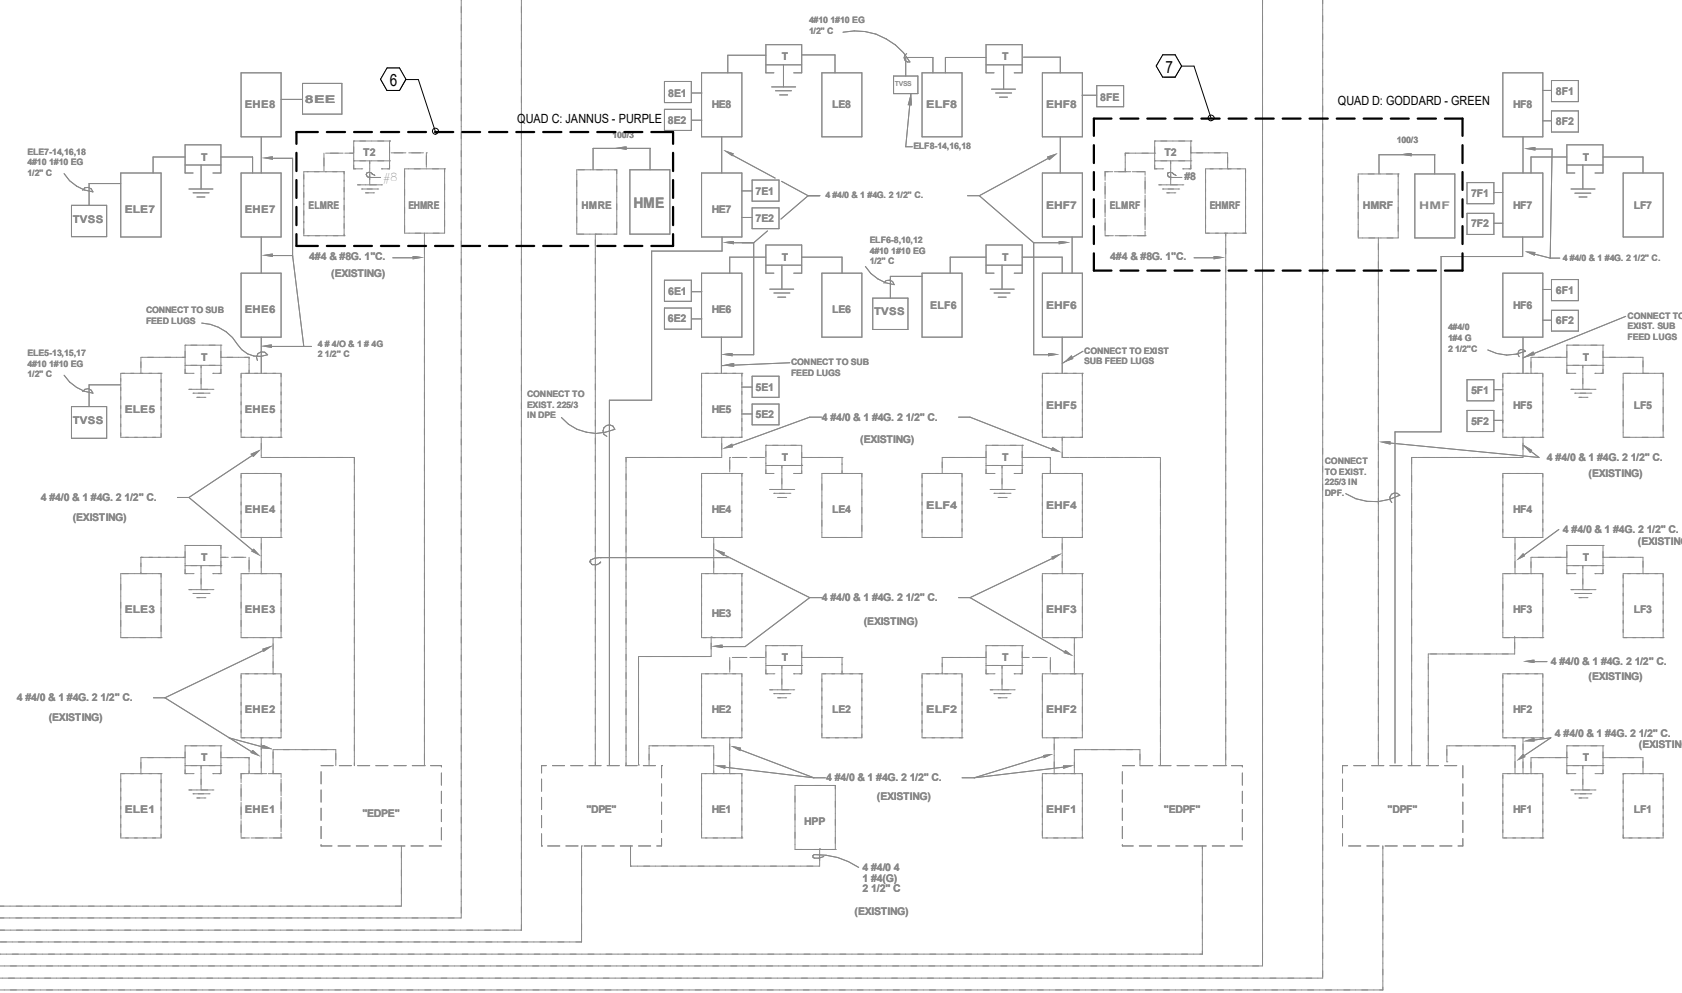 4#10 1#10 EG
1/2" C
6
7
EHE8
8EE
QUAD C: JANNUS - PURPLE
8E1
8E2
HE8
T
LE8
TVSS
ELF8
T
EHF8
8FE
QUAD D: GODDARD - GREEN
HF8
8F1
8F2
ELF8-14,16,18
ELE7-14,16,18
4#10 1#10 EG
1/2" C
TVSS
ELE7
T
EHE7
T2
#8
ELMRE
EHMRE
100/3
HMRE
HME
HE7
7E1
7E2
4 #4/0 & 1 #4G. 2 1/2" C.
EHF7
T2
#8
ELMRF
EHMRF
100/3
HMRF
HMF
7F1
7F2
HF7
T
LF7
4#4 & #8G. 1"C.
(EXISTING)
ELF6-8,10,12
4#10 1#10 EG
1/2" C
4#4 & #8G. 1"C.
4 #4/0 & 1 #4G. 2 1/2" C.
CONNECT TO SUB
FEED LUGS
EHE6
6E1
6E2
HE6
T
LE6
TVSS
ELF6
T
EHF6
HF6
6F1
6F2
CONNECT TO
EXIST. SUB
FEED LUGS
4#4/0
1#4 G
2 1/2"C
4 # 4/O & 1 # 4G
2 1/2" C
ELE5-13,15,17
4#10 1#10 EG
1/2" C
TVSS
ELE5
T
EHE5
CONNECT TO SUB
FEED LUGS
CONNECT TO EXIST
SUB FEED LUGS
CONNECT TO
EXIST. 225/3
IN DPE
HE5
5E1
5E2
EHF5
5F1
5F2
HF5
T
LF5
4 #4/0 & 1 #4G. 2 1/2" C.
(EXISTING)
4 #4/0 & 1 #4G. 2 1/2" C.
(EXISTING)
CONNECT
TO EXIST.
225/3 IN
DPF.
4 #4/0 & 1 #4G. 2 1/2" C.
(EXISTING)
EHE4
HE4
T
LE4
ELF4
T
EHF4
HF4
4 #4/0 & 1 #4G. 2 1/2" C.
(EXISTIN
ELE3
T
EHE3
HE3
4 #4/0 & 1 #4G. 2 1/2" C.
(EXISTING)
EHF3
HF3
T
LF3
4 #4/0 & 1 #4G. 2 1/2" C.
(EXISTING)
4 #4/0 & 1 #4G. 2 1/2" C.
(EXISTING)
EHE2
HE2
T
LE2
ELF2
T
EHF2
HF2
4 #4/0 & 1 #4G. 2 1/2" C.
(EXISTIN
ELE1
T
EHE1
"EDPE"
"DPE"
HE1
4 #4/0 & 1 #4G. 2 1/2" C.
(EXISTING)
HPP
EHF1
"EDPF"
"DPF"
HF1
T
LF1
4 #4/0 4
1 #4(G)
2 1/2" C
(EXISTING)